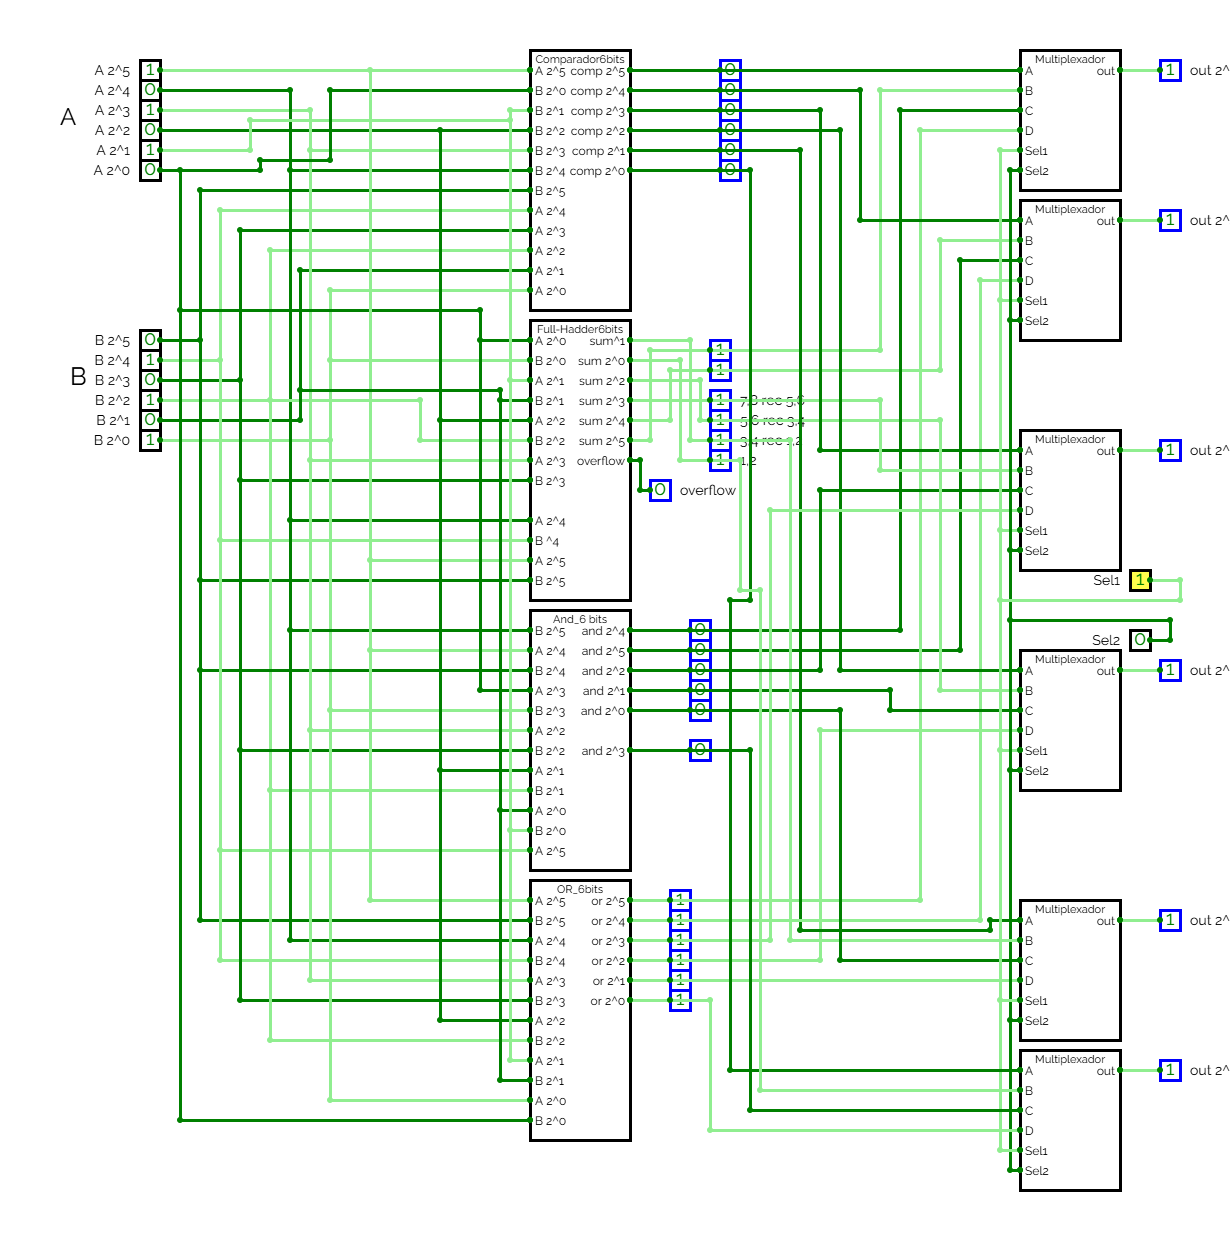 A
A 2^5 1
A 2^4 0
A 2^3 1
A 2^2 0
A 2^1 1
A 2^0 0
B
B 2^5 0
B 2^4 1
B 2^3 0
B 2^2 1
B 2^1 0
B 2^0 1
Comparador6bits
A 2^5 comp 2^5 0
B 2^0 comp 2^4 0
B 2^1 comp 2^3 0
B 2^2 comp 2^2 0
B 2^3 comp 2^1 0
B 2^4 comp 2^0 0
B 2^5
A 2^4
A 2^3
A 2^2
A 2^1
A 2^0
Full-Hadder6bits
A 2^0 sum^1 1
B 2^0 sum 2^0 1
A 2^1 sum 2^2
B 2^1 sum 2^3 1 7,8 rec 5,6
A 2^2 sum 2^4 1 5,6 rec 3,4
B 2^2 sum 2^5 1 3,4 rec 1,2
A 2^3 overflow 1 1,2
B 2^3 0 overflow
A 2^4
B ^4
A 2^5
B 2^5
And_6 bits
B 2^5 and 2^4 0
A 2^4 and 2^5 0
B 2^4 and 2^2 0
A 2^3 and 2^1 0
B 2^3 and 2^0 0
A 2^2
B 2^2 and 2^3 0
A 2^1
B 2^1
A 2^0
B 2^0
A 2^5
OR_6bits
A 2^5 or 2^5 1
B 2^5 or 2^4 1
A 2^4 or 2^3 1
B 2^4 or 2^2 1
A 2^3 or 2^1 1
B 2^3 or 2^0 1
A 2^2
B 2^2
A 2^1
B 2^1
A 2^0
B 2^0
Multiplexador
A out 1 out 2^
B
C
D
Sel1
Sel2
Multiplexador
A out 1 out 2^
B
C
D
Sel1
Sel2
Multiplexador
A out 1 out 2^
B
C
D
Sel1
Sel2
Sel1 1
Sel2 0
Multiplexador
A out 1 out 2^
B
C
D
Sel1
Sel2
Multiplexador
A out 1 out 2^
B
C
D
Sel1
Sel2
Multiplexador
A out 1 out 2^
B
C
D
Sel1
Sel2